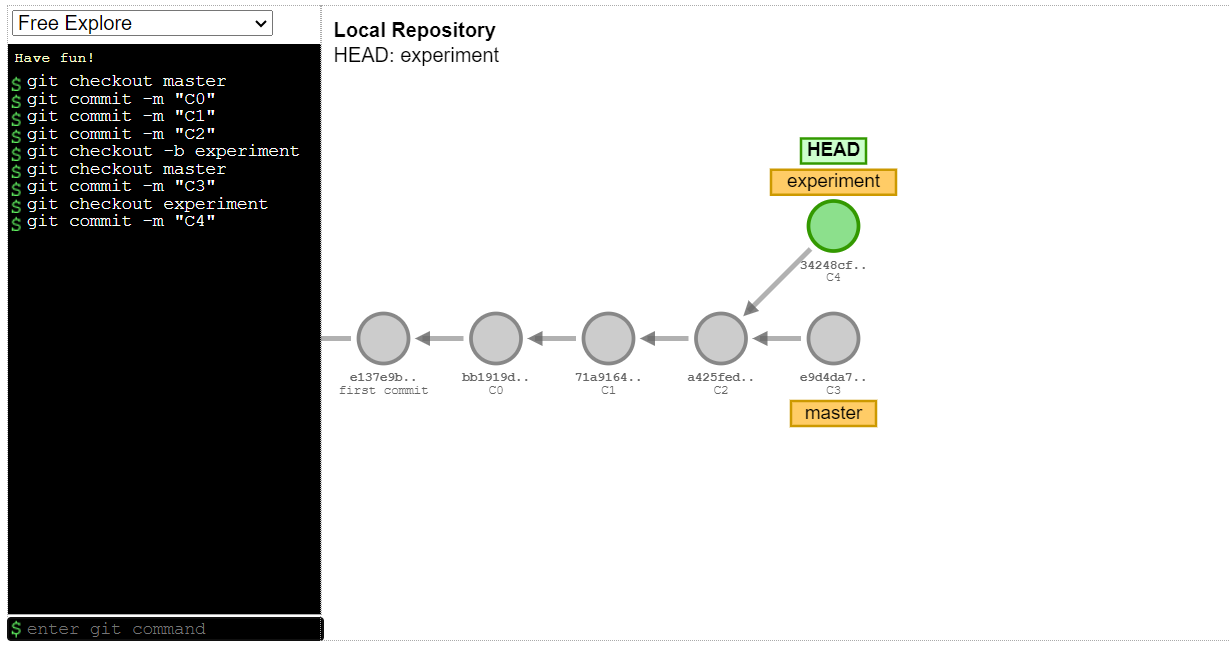 Free Explore
Have fun!
$ git checkout master
$ git commit -m "C0"
$ git commit -m "C1"
$ git commit -m "C2"
$ git checkout -b experiment
$ git checkout master
$ git commit -m "C3"
$ git checkout experiment
$ git commit -m "C4"
$ enter git command
Local Repository
HEAD: experiment
HEAD
experiment
34248cf..
C4
e137e9b.. bb1919d.. 71a9164.. a425fed.. e9d4da7..
first commit C0 C1 C2 C3
master